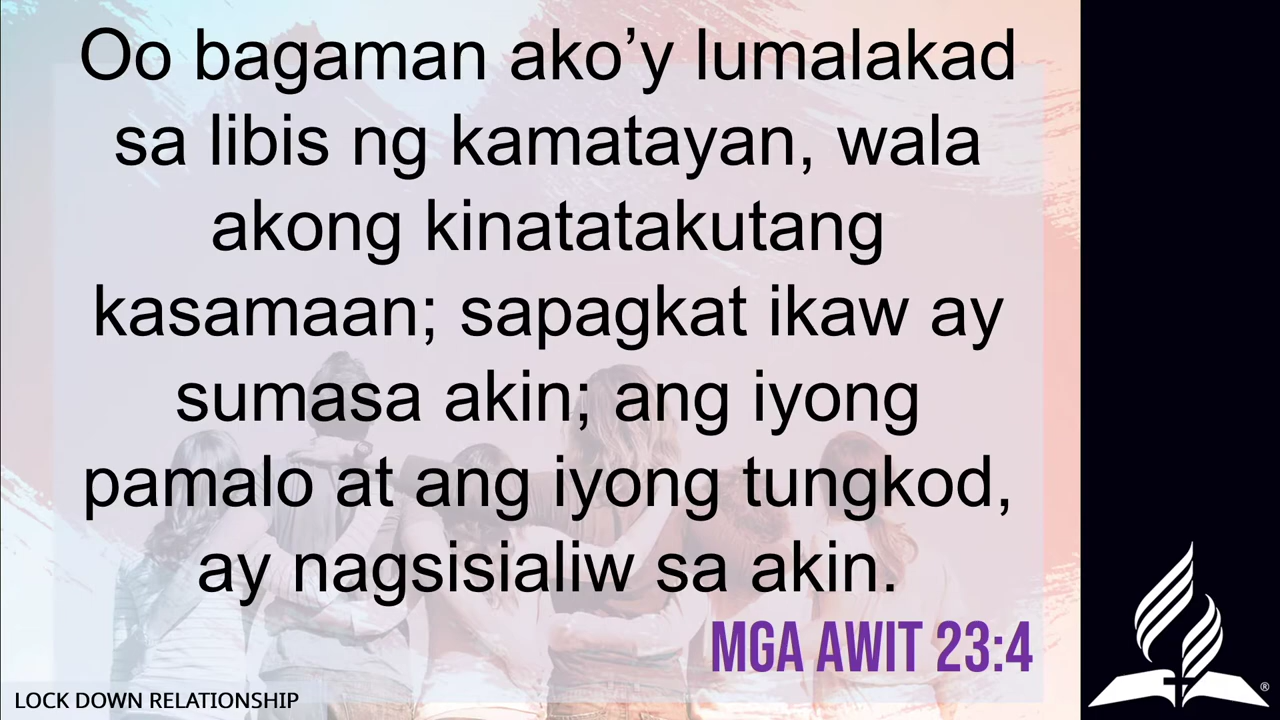 Oo bagaman ako’y lumalakad
sa libis ng kamatayan, wala
akong kinatatakutang
kasamaan; sapagkat ikaw ay
sumasa akin; ang iyong
pamalo at ang iyong tungkod,
ay nagsisialiw sa akin.
MGA AWIT 23:4
LOCK DOWN RELATIONSHIP
®